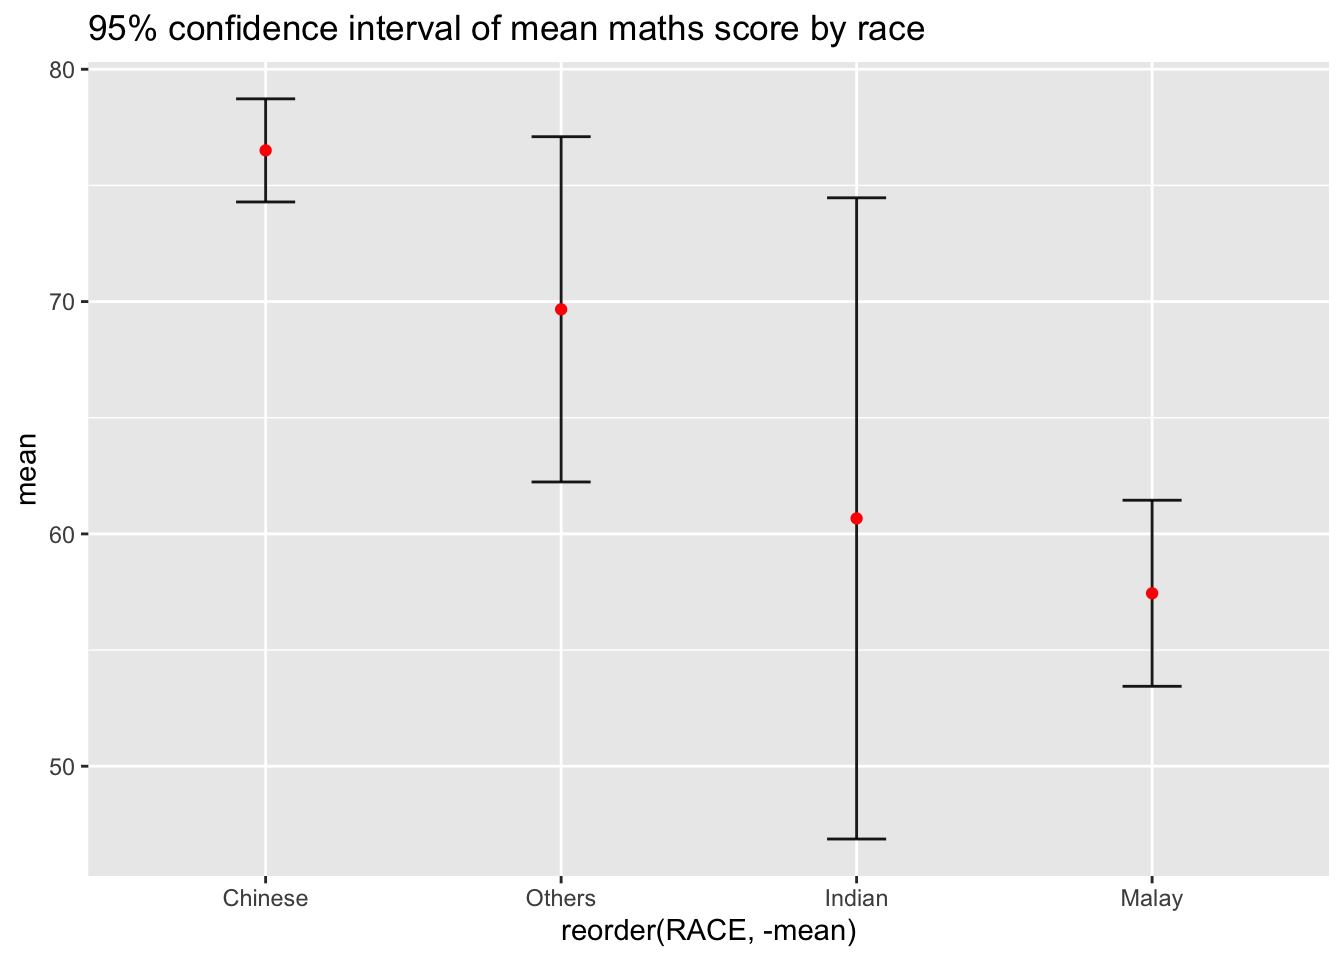 95% confidence interval of mean maths score by race
80
70
60
50
mean
Chinese Others Indian Malay
reorder(RACE, -mean)